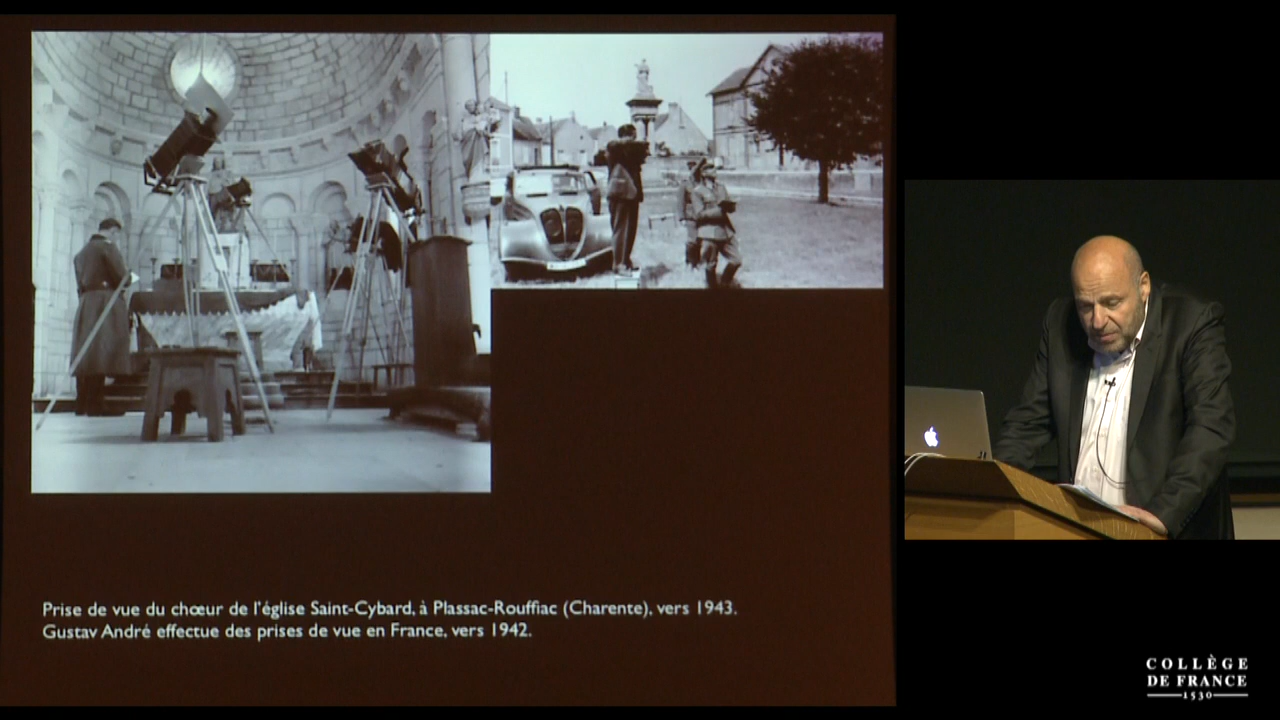 Prise de vue du chœur de l'église Saint-Cybard, à Plassac-Rouffiac (Charente), vers 1943.
Gustav André effectue des prises de vue en France, vers 1942.
COLLÈGE
DE FRANCE
1530